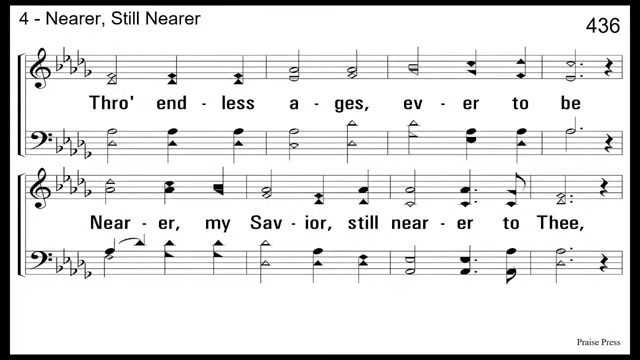 4 - Nearer, Still Nearer
436
Thro' end - less a - ges, ev - er to be
Near - er, my Sav - ior, still near - er to Thee,
Praise Press